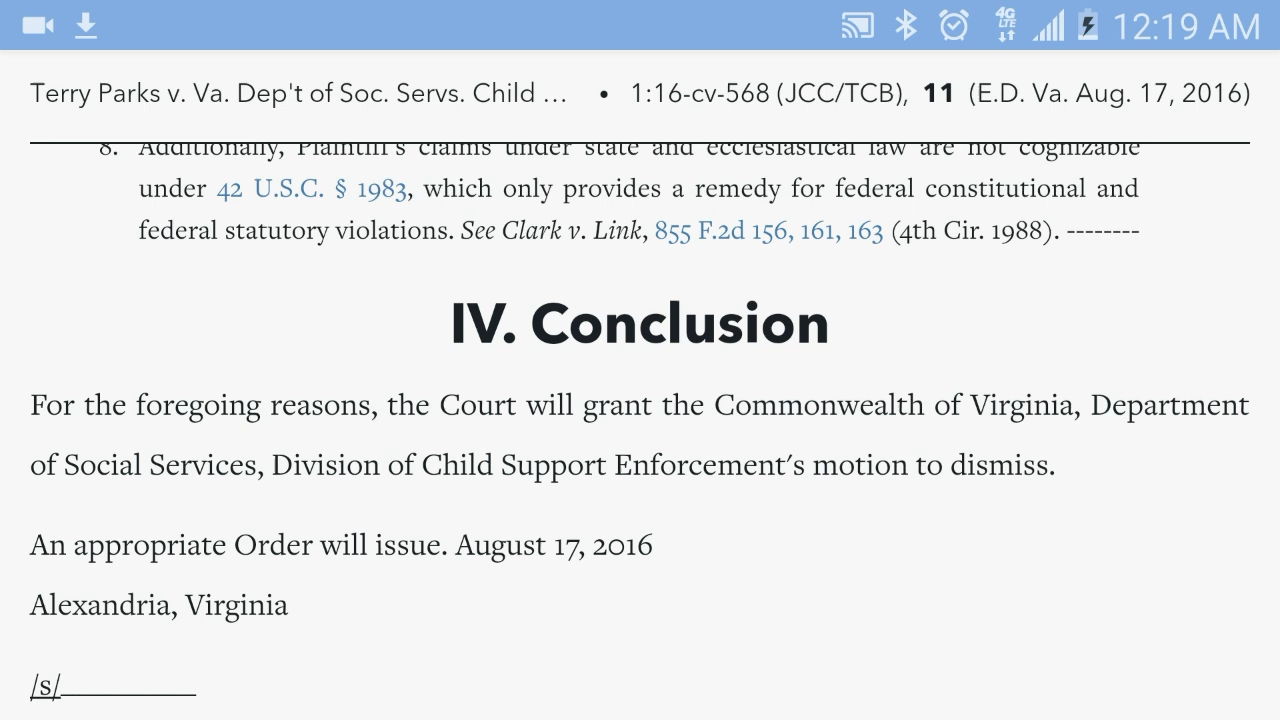 12:19 AM
Terry Parks v. Va. Dep't of Soc. Servs. Child ... • 1:16-cv-568 (JCC/TCB), 11 (E.D. Va. Aug. 17, 2016)
8. Additionally, Plaintiff's claims under state and ecclesiastical law are not cognizable
under 42 U.S.C. § 1983, which only provides a remedy for federal constitutional and
federal statutory violations. See Clark v. Link, 855 F.2d 156, 161, 163 (4th Cir. 1988). --------
IV. Conclusion
For the foregoing reasons, the Court will grant the Commonwealth of Virginia, Department
of Social Services, Division of Child Support Enforcement's motion to dismiss.
An appropriate Order will issue. August 17, 2016
Alexandria, Virginia
/s/_________